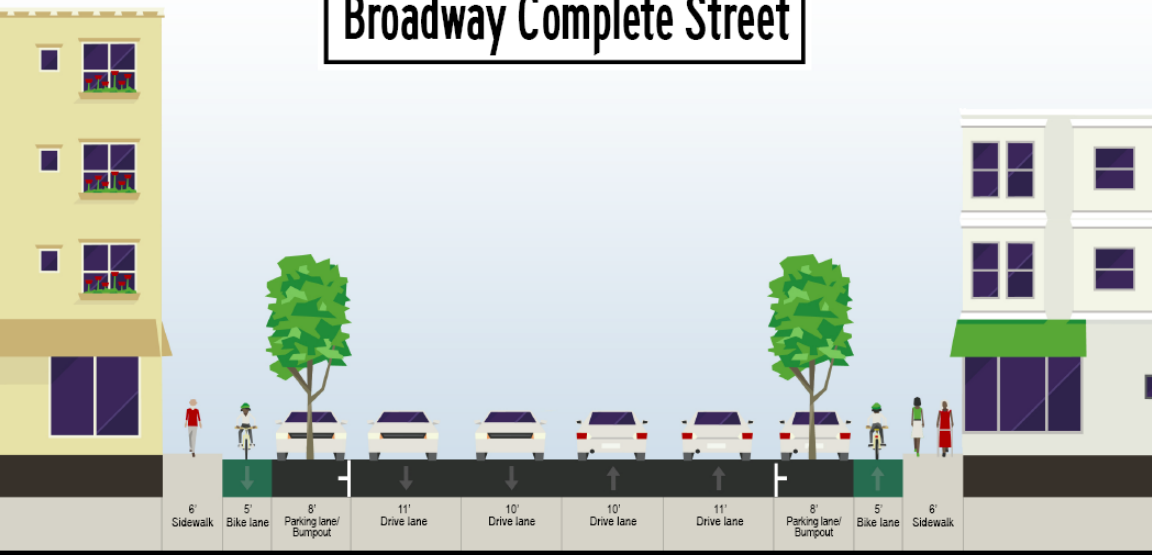 Broadway Complete Street
6'
Sidewalk
5'
Bike lane
8'
Parking lane/
Bumpout
11'
Drive lane
10'
Drive lane
10'
Drive lane
11'
Drive lane
8'
Parking lane/
Bumpout
5'
Bike lane
6'
Sidewalk